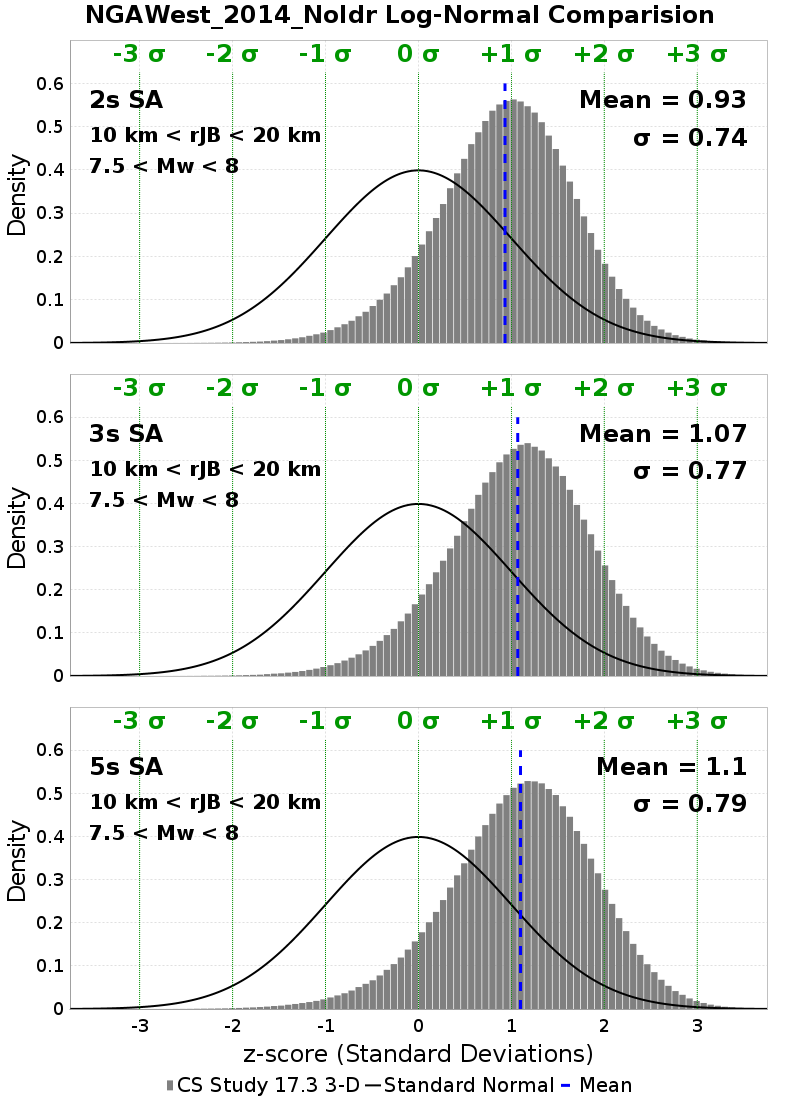 NGAWest_2014_NoIdr Log-Normal Comparision
-3 σ -2 σ -1 σ 0 σ +1 σ +2 σ +3 σ
0.6
2s SA
Mean = 0.93
0.5
10 km < rJB < 20 km
σ = 0.74
0.4
7.5 < Mw < 8
0.3
0.2
0.1
0
Density
-3 σ -2 σ -1 σ 0 σ +1 σ +2 σ +3 σ
0.6
3s SA
Mean = 1.07
0.5
10 km < rJB < 20 km
σ = 0.77
0.4
7.5 < Mw < 8
0.3
0.2
0.1
0
Density
-3 σ -2 σ -1 σ 0 σ +1 σ +2 σ +3 σ
0.6
5s SA
Mean = 1.1
0.5
10 km < rJB < 20 km
σ = 0.79
0.4
7.5 < Mw < 8
0.3
0.2
0.1
0
Density
-3 -2 -1 0 1 2 3
z-score (Standard Deviations)
CS Study 17.3 3-D Standard Normal Mean